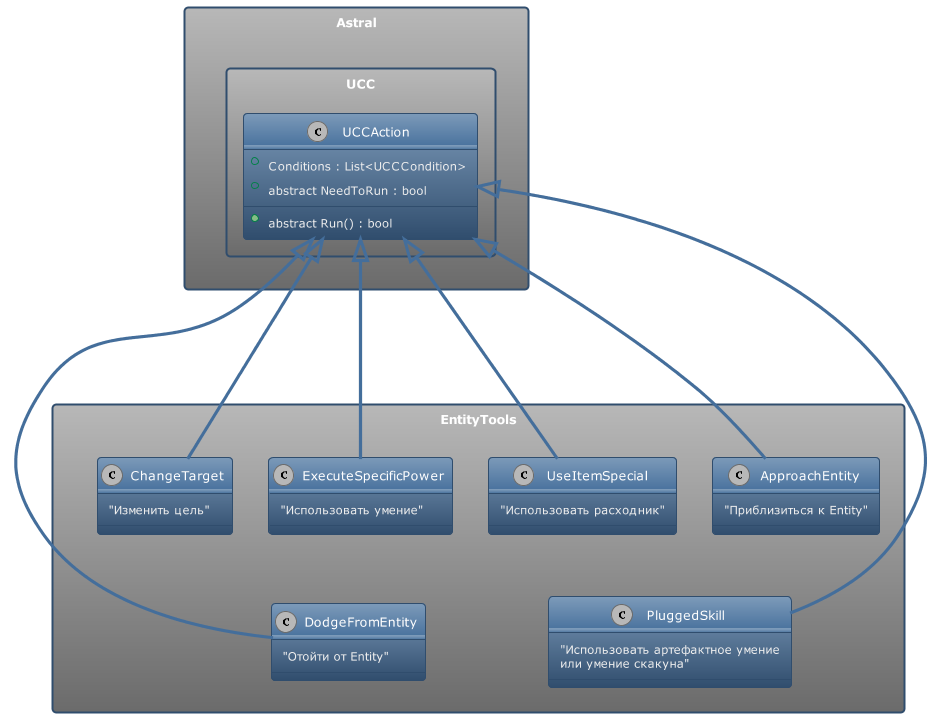 Astral
UCC
C UCCAction
Conditions : List<UCCCondition>
abstract NeedToRun : bool
abstract Run() : bool
EntityTools
C ChangeTarget
"Изменить цель"
C ExecuteSpecificPower
"Использовать умение"
C UseItemSpecial
"Использовать расходник"
C ApproachEntity
"Приблизиться к Entity"
C DodgeFromEntity
"Отойти от Entity"
C PluggedSkill
"Использовать артефактное умение
или умение скакуна"